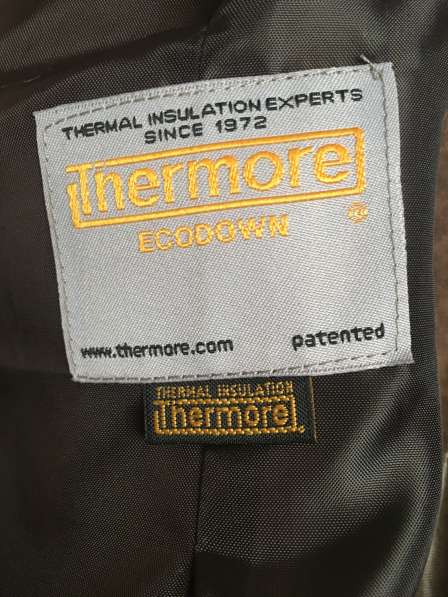 THERMAL INSULATION EXPERTS
SINCE 1972
Thermore
ECODOWN
www.thermore.com patented
THERMAL INSULATION
Thermore